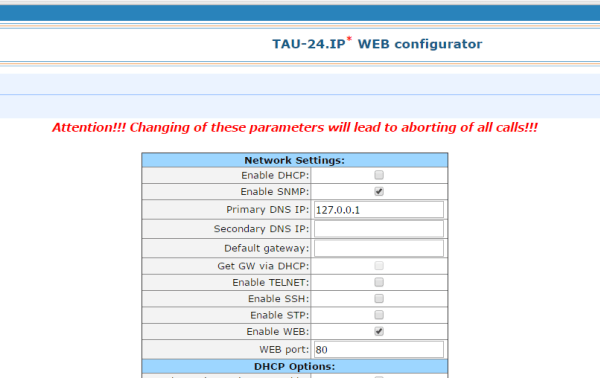 TAU-24.IP* WEB configurator
Attention!!! Changing of these parameters will lead to aborting of all calls!!!
Network Settings:
Enable DHCP:
Enable SNMP:
Primary DNS IP: 127.0.0.1
Secondary DNS IP:
Default gateway:
Get GW via DHCP:
Enable TELNET:
Enable SSH:
Enable STP:
Enable WEB:
WEB port: 80
DHCP Options: